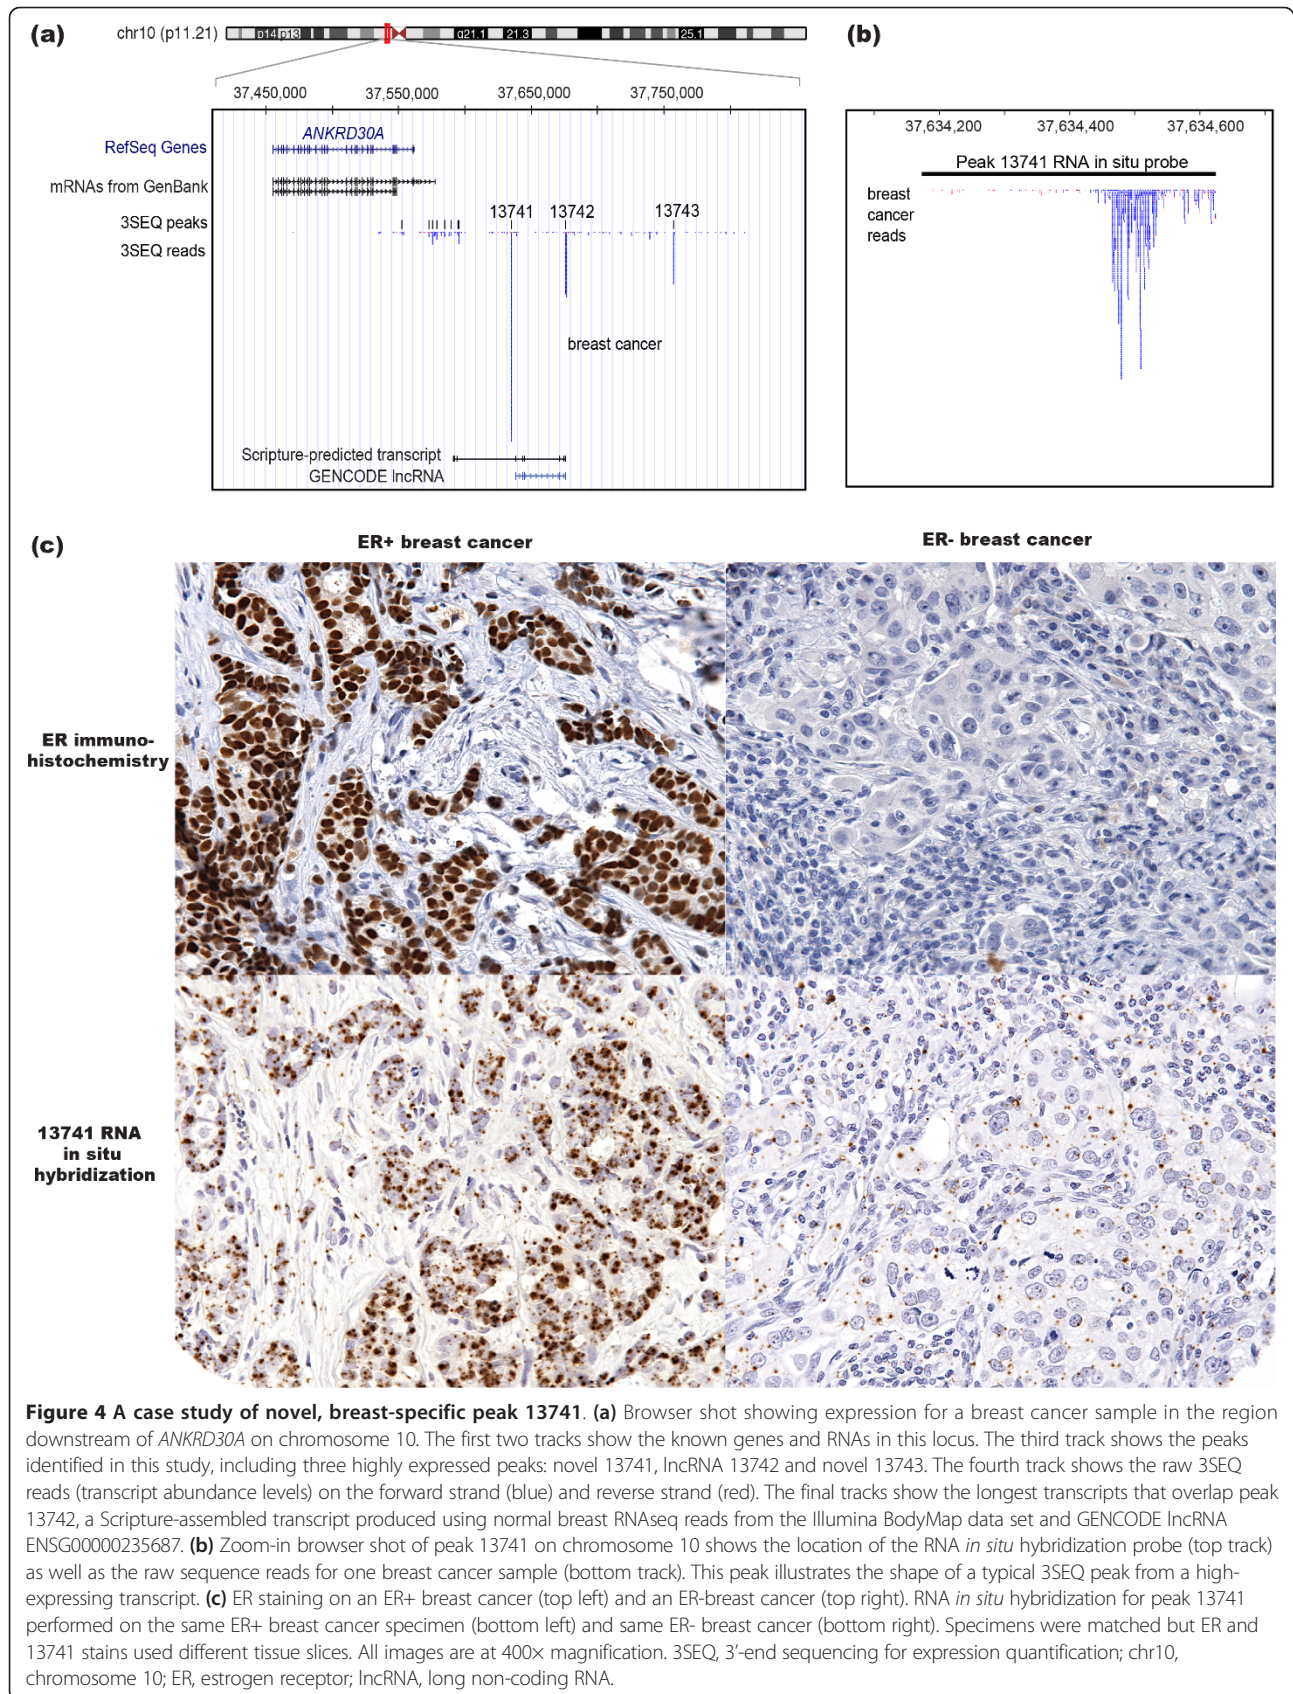 (a)
chr10 (p11.21)
p14 p13 q21.1 21.3 25.1
37,450,000 37,550,000 37,650,000 37,750,000
ANKRD30A
RefSeq Genes
mRNAs from GenBank
3SEQ peaks
13741 13742 13743
3SEQ reads
breast cancer
Scripture-predicted transcript
GENCODE lncRNA
(b)
37,634,200 37,634,400 37,634,600
Peak 13741 RNA in situ probe
breast
cancer
reads
(c)
ER+ breast cancer
ER- breast cancer
ER immuno-
histochemistry
13741 RNA
in situ
hybridization
Figure 4 A case study of novel, breast-specific peak 13741. (a) Browser shot showing expression for a breast cancer sample in the region
downstream of ANKRD30A on chromosome 10. The first two tracks show the known genes and RNAs in this locus. The third track shows the peaks
identified in this study, including three highly expressed peaks: novel 13741, lncRNA 13742 and novel 13743. The fourth track shows the raw 3SEQ
reads (transcript abundance levels) on the forward strand (blue) and reverse strand (red). The final tracks show the longest transcripts that overlap peak
13742, a Scripture-assembled transcript produced using normal breast RNAseq reads from the Illumina BodyMap data set and GENCODE lncRNA
ENSG00000235687. (b) Zoom-in browser shot of peak 13741 on chromosome 10 shows the location of the RNA in situ hybridization probe (top track)
as well as the raw sequence reads for one breast cancer sample (bottom track). This peak illustrates the shape of a typical 3SEQ peak from a high-
expressing transcript. (c) ER staining on an ER+ breast cancer (top left) and an ER-breast cancer (top right). RNA in situ hybridization for peak 13741
performed on the same ER+ breast cancer specimen (bottom left) and same ER- breast cancer (bottom right). Specimens were matched but ER and
13741 stains used different tissue slices. All images are at 400× magnification. 3SEQ, 3’-end sequencing for expression quantification; chr10,
chromosome 10; ER, estrogen receptor; lncRNA, long non-coding RNA.